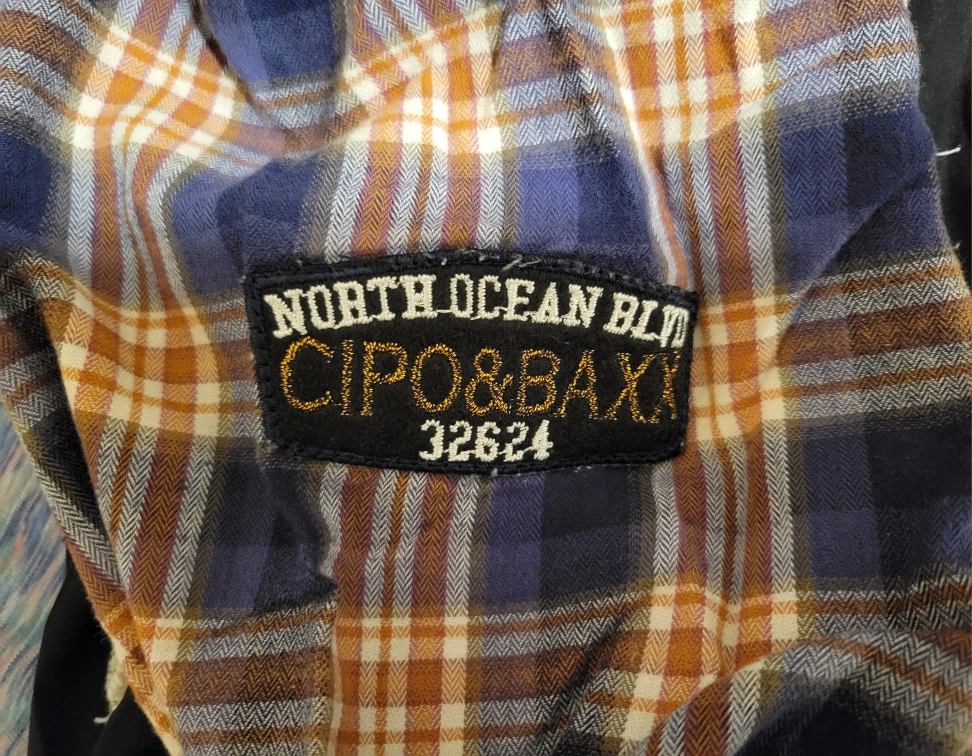 NORTH OCEAN BLVD
CIPO&BAXX
32624